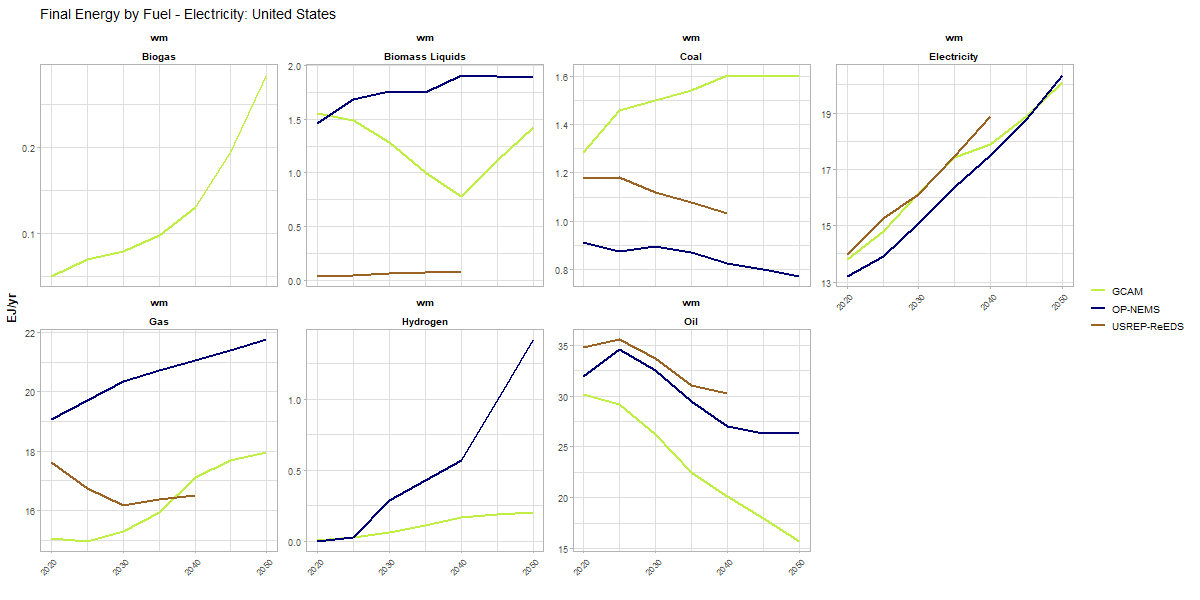 Final Energy by Fuel - Electricity: United States
wm wm wm wm
Biogas Biomass Liquids Coal Electricity
0.2
0.1
2.0
1.5
1.0
0.5
0.0
1.6
1.4
1.2
1.0
0.8
19
17
15
13
2020 2030 2040 2050
EJ/yr
wm wm wm
Gas Hydrogen Oil
22
20
18
16
1.0
0.5
0.0
35
30
25
20
15
2020 2030 2040 2050
2020 2030 2040 2050
2020 2030 2040 2050
GCAM
OP-NEMS
USREP-ReEDS